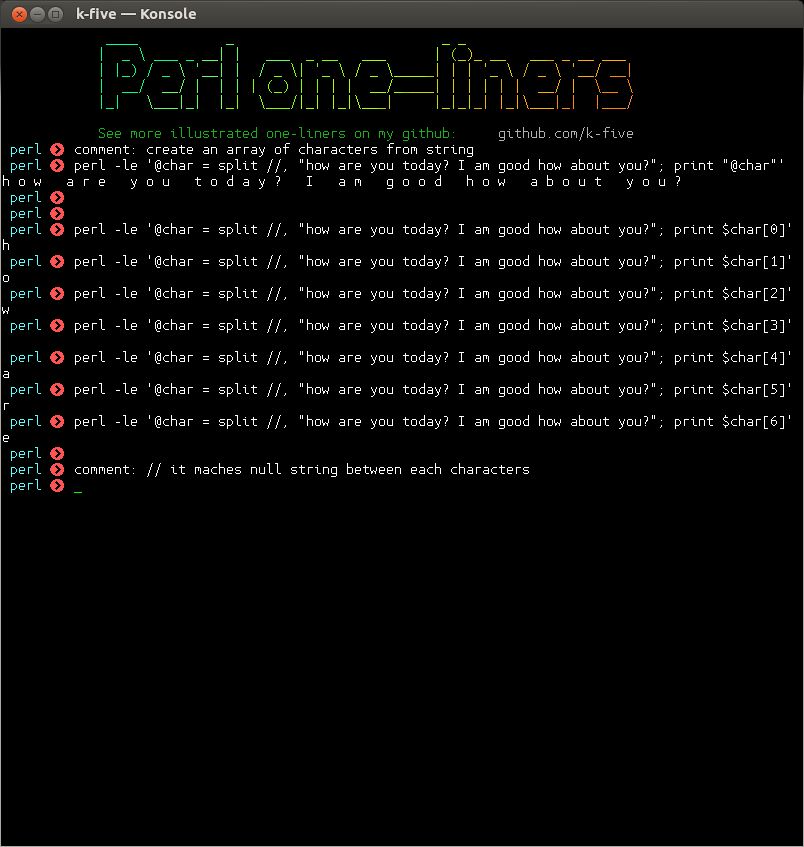 k-five — Konsole
Perl one-liners
See more illustrated one-liners on my github: github.com/k-five
perl comment: create an array of characters from string
perl perl -le '@char = split //, "how are you today? I am good how about you?"; print "@char"'
h o w   a r e   y o u   t o d a y ?   I   a m   g o o d   h o w   a b o u t   y o u ?
perl
perl
perl perl -le '@char = split //, "how are you today? I am good how about you?"; print $char[0]'
h
perl perl -le '@char = split //, "how are you today? I am good how about you?"; print $char[1]'
o
perl perl -le '@char = split //, "how are you today? I am good how about you?"; print $char[2]'
w
perl perl -le '@char = split //, "how are you today? I am good how about you?"; print $char[3]'
perl perl -le '@char = split //, "how are you today? I am good how about you?"; print $char[4]'
a
perl perl -le '@char = split //, "how are you today? I am good how about you?"; print $char[5]'
r
perl perl -le '@char = split //, "how are you today? I am good how about you?"; print $char[6]'
e
perl
perl comment: // it maches null string between each characters
perl _